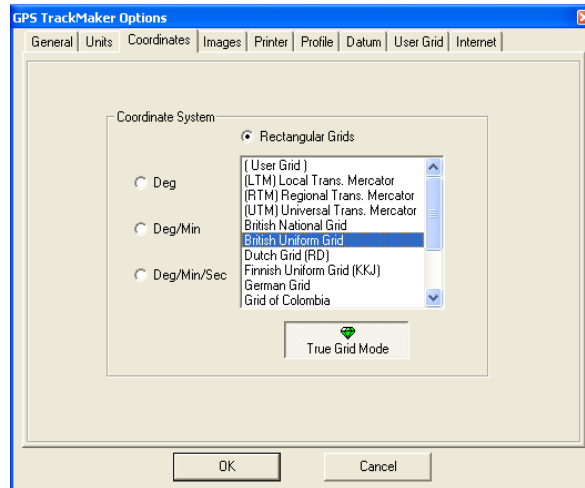 GPS TrackMaker Options
General Units Coordinates Images Printer Profile Datum User Grid Internet
Coordinate System
Rectangular Grids
Deg
Deg/Min
Deg/Min/Sec
( User Grid )
(LTM) Local Trans. Mercator
(RTM) Regional Trans. Mercator
(UTM) Universal Trans. Mercator
British National Grid
British Uniform Grid
Dutch Grid (RD)
Finnish Uniform Grid (KKJ)
German Grid
Grid of Colombia
True Grid Mode
OK Cancel